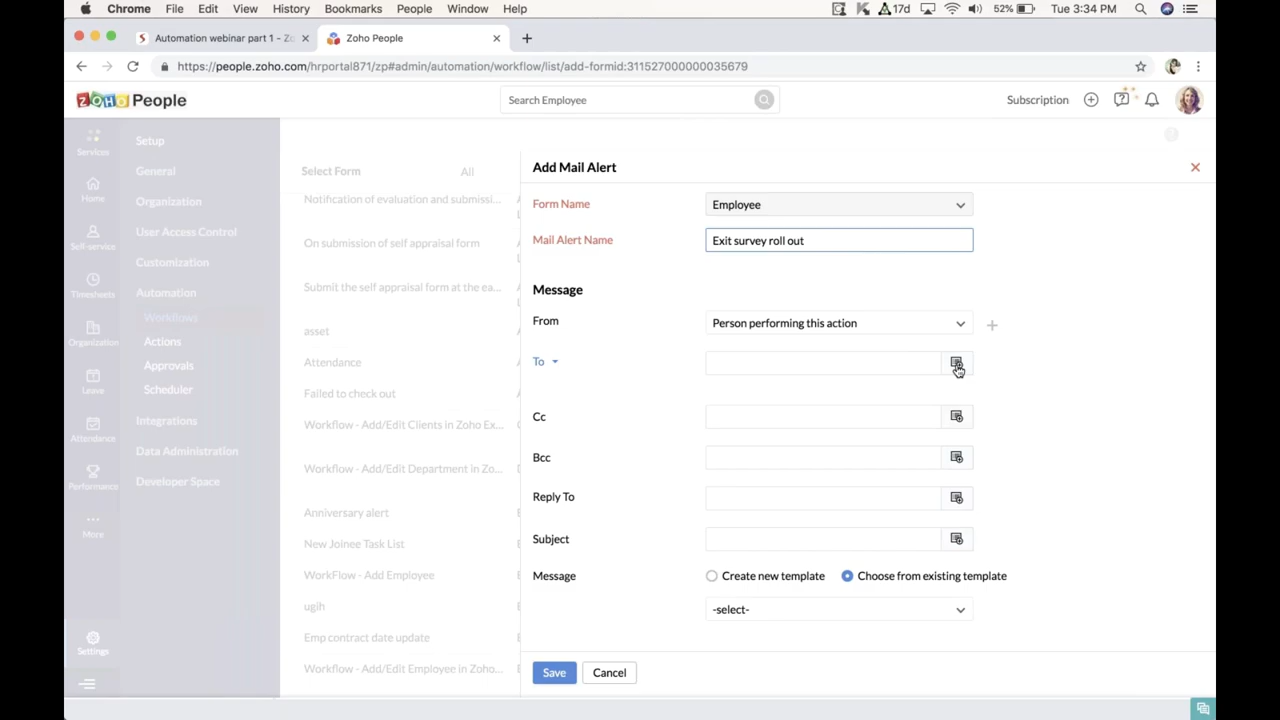 Chrome File Edit View History Bookmarks People Window Help 17d 52% Tue 3:34 PM
Automation webinar part 1 - Zo
Zoho People
https://people.zoho.com/hrportal871/zp#admin/automation/workflow/list/add-formid:311527000000035679
ZOHO People
Search Employee
Subscription
Services
Home
Self-service
Timesheets
Organization
Leave
Attendance
Performance
More
Settings
Setup
General
Organization
User Access Control
Customization
Automation
Workflows
Actions
Approvals
Scheduler
Integrations
Data Administration
Developer Space
Select Form All
Notification of evaluation and submissi...
On submission of self appraisal form
Submit the self appraisal form at the ea...
asset
Attendance
Failed to check out
Workflow - Add/Edit Clients in Zoho Ex...
Workflow - Add/Edit Department in Zo...
Anniversary alert
New Joinee Task List
WorkFlow - Add Employee
ugih
Emp contract date update
Workflow - Add/Edit Employee in Zoho...
Add Mail Alert
Form Name Employee
Mail Alert Name Exit survey roll out
Message
From Person performing this action
To
Cc
Bcc
Reply To
Subject
Message Create new template Choose from existing template
-select-
Save Cancel